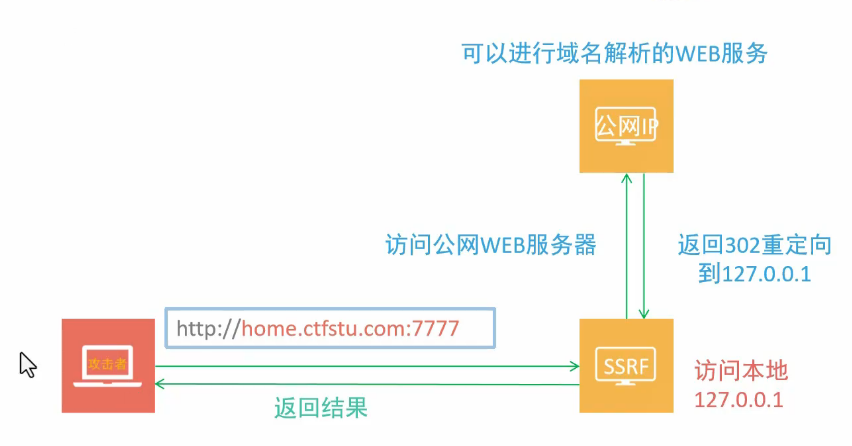 可以进行域名解析的WEB服务
公网IP
访问公网WEB服务器
返回302重定向
到127.0.0.1
http://home.ctfstu.com:7777
攻击者
SSRF
访问本地
127.0.0.1
返回结果